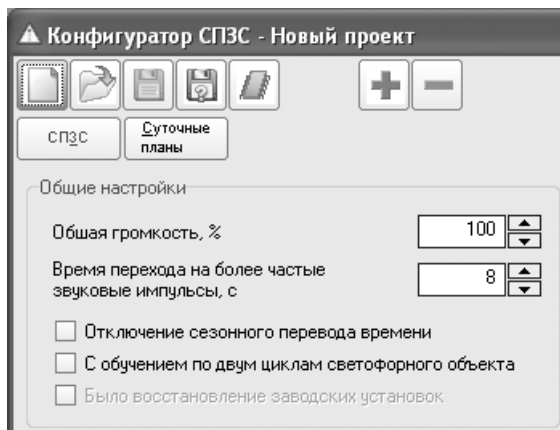 Конфигуратор СПЗС - Новый проект
СПЗС
Суточные
планы
Общие настройки
Обшая громкость, %
100
Время перехода на более частые
звуковые импульсы, с
8
Отключение сезонного перевода времени
С обучением по двум циклам светофорного объекта
Было восстановление заводских установок